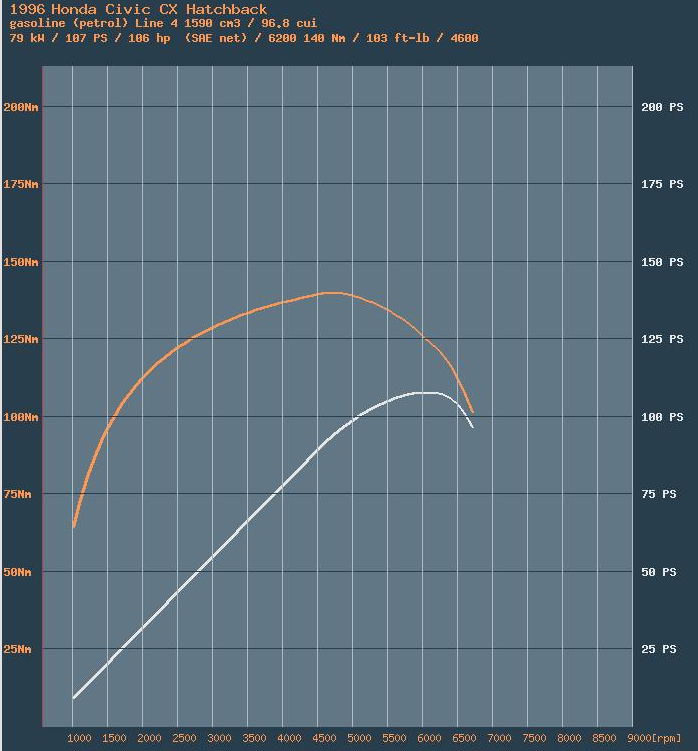 1996 Honda Civic CX Hatchback
gasoline (petrol) Line 4 1590 cm3 / 96,8 cui
79 kW / 107 PS / 106 hp (SAE net) / 6200 140 Nm / 103 ft-lb / 4600
200Nm 200 PS
175Nm 175 PS
150Nm 150 PS
125Nm 125 PS
100Nm 100 PS
75Nm 75 PS
50Nm 50 PS
25Nm 25 PS
1000 1500 2000 2500 3000 3500 4000 4500 5000 5500 6000 6500 7000 7500 8000 8500 9000[rpm]